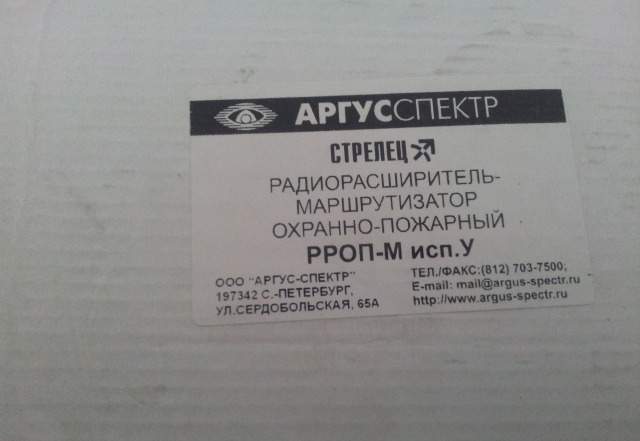 АРГУССПЕКТР
СТРЕЛЕЦ
РАДИОРАСШИРИТЕЛЬ-
МАРШРУТИЗАТОР
ОХРАННО-ПОЖАРНЫЙ
РРОП-М исп.У
ООО "АРГУС-СПЕКТР"
197342 С.-ПЕТЕРБУРГ,
УЛ.СЕРДОБОЛЬСКАЯ, 65А
ТЕЛ./ФАКС:(812) 703-7500;
E-mail: mail@argus-spectr.ru
http://www.argus-spectr.ru